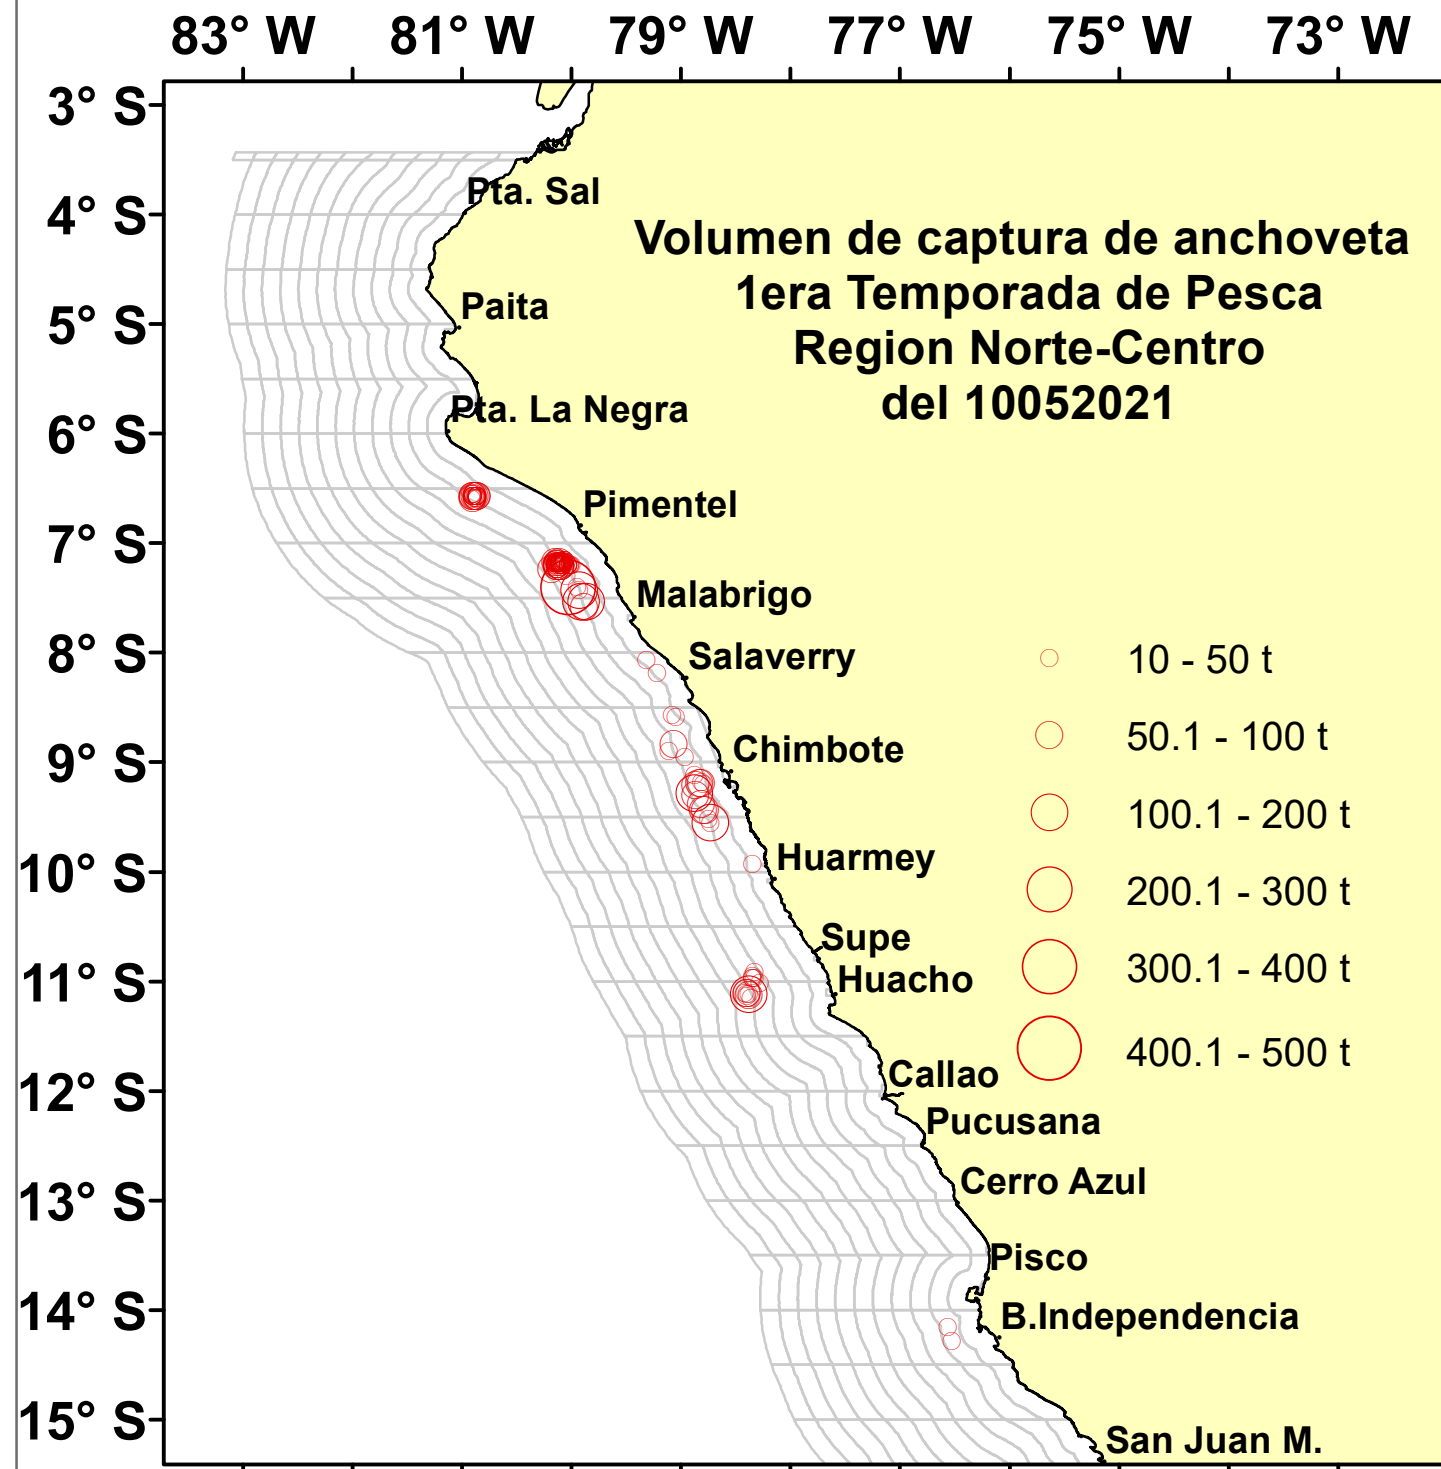 83° W 81° W 79° W 77° W 75° W 73° W
3° S
4° S
5° S
6° S
7° S
8° S
9° S
10° S
11° S
12° S
13° S
14° S
15° S
Volumen de captura de anchoveta
1era Temporada de Pesca
Region Norte-Centro
del 10052021
Pta. Sal
Paita
Pta. La Negra
Pimentel
Malabrigo
Salaverry
Chimbote
Huarmey
Supe
Huacho
Callao
Pucusana
Cerro Azul
Pisco
B.Independencia
San Juan M.
10 - 50 t
50.1 - 100 t
100.1 - 200 t
200.1 - 300 t
300.1 - 400 t
400.1 - 500 t